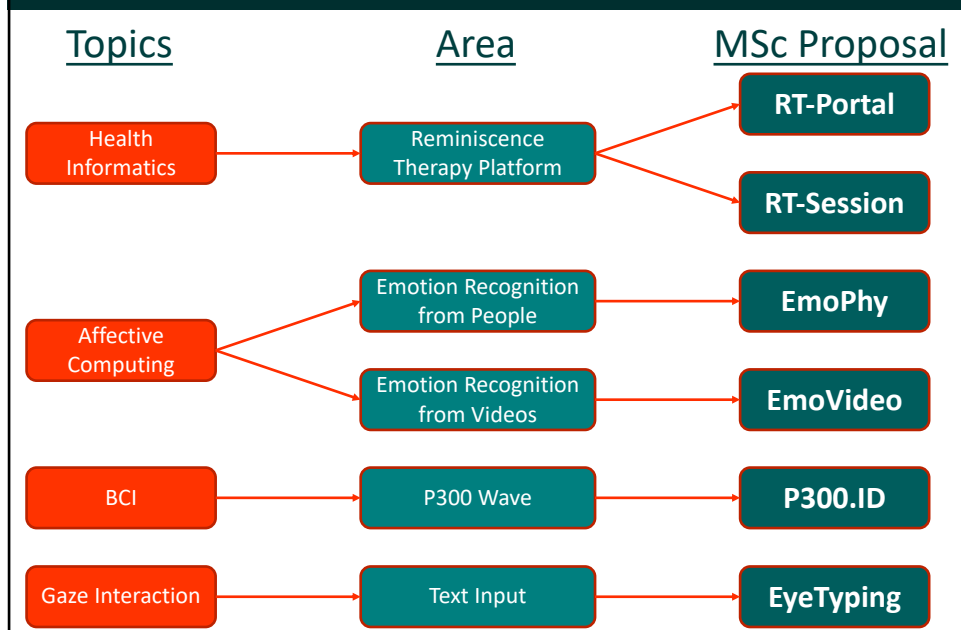 Topics
Area
MSc Proposal
Health
Informatics
Reminiscence
Therapy Platform
RT-Portal
RT-Session
Affective
Computing
Emotion Recognition
from People
EmoPhy
Emotion Recognition
from Videos
EmoVideo
BCI
P300 Wave
P300.ID
Gaze Interaction
Text Input
EyeTyping